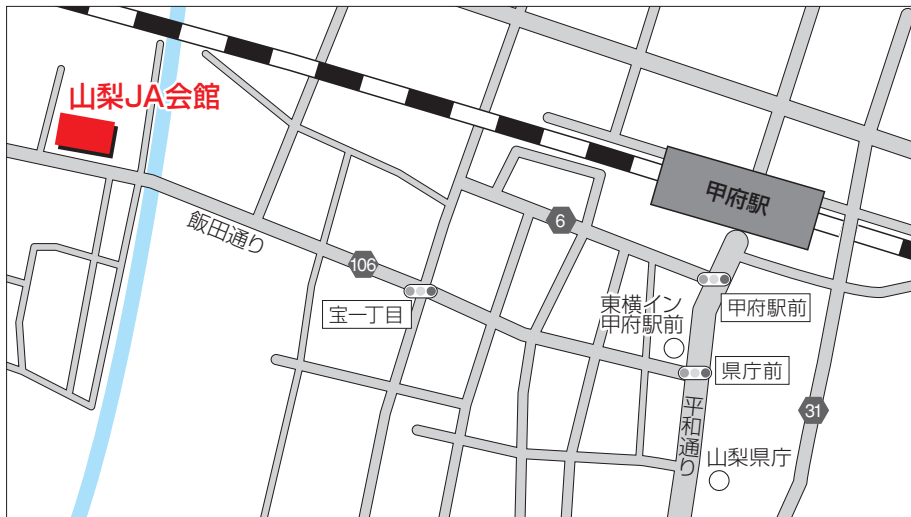 山梨JA会館
甲府駅
飯田通り
6
106
宝一丁目
東横イン
甲府駅前
甲府駅前
県庁前
平和通り
31
山梨県庁